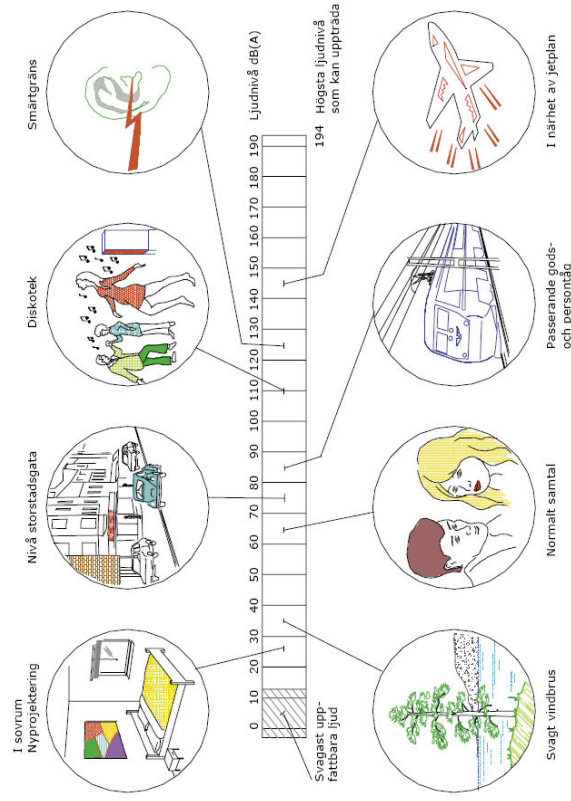 I sovrum
Nyprojektering
Nivå storstadsgata
Diskotek
Smärtgräns
Ljudnivå dB(A)
0 10 20 30 40 50 60 70 80 90 100 110 120 130 140 150 160 170 180 190
194
Högsta ljudnivå
som kan uppträda
Svagast upp-
fattbara ljud
Svagt vindbrus
Normalt samtal
Passerande gods-
och persontåg
I närhet av jetplan